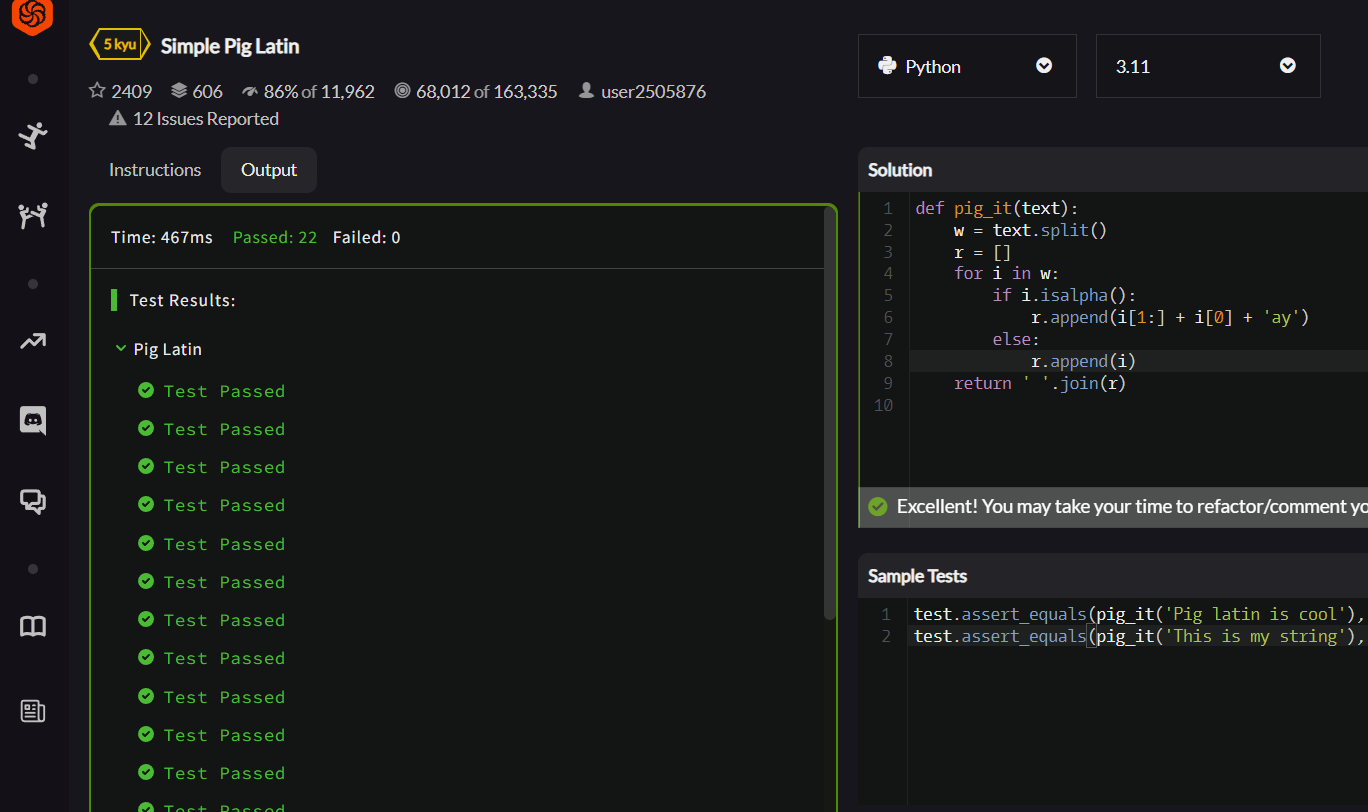 5 kyu Simple Pig Latin
2409 606 86% of 11,962 68,012 of 163,335 user2505876
12 Issues Reported
Instructions Output
Time: 467ms Passed: 22 Failed: 0
Test Results:
Pig Latin
Test Passed
Test Passed
Test Passed
Test Passed
Test Passed
Test Passed
Test Passed
Test Passed
Test Passed
Test Passed
Test Passed
Test Passed
Python 3.11
Solution
1 def pig_it(text):
2     w = text.split()
3     r = []
4     for i in w:
5         if i.isalpha():
6             r.append(i[1:] + i[0] + 'ay')
7         else:
8             r.append(i)
9     return ' '.join(r)
10
Excellent! You may take your time to refactor/comment yo
Sample Tests
1 test.assert_equals(pig_it('Pig latin is cool'),
2 test.assert_equals(pig_it('This is my string'),